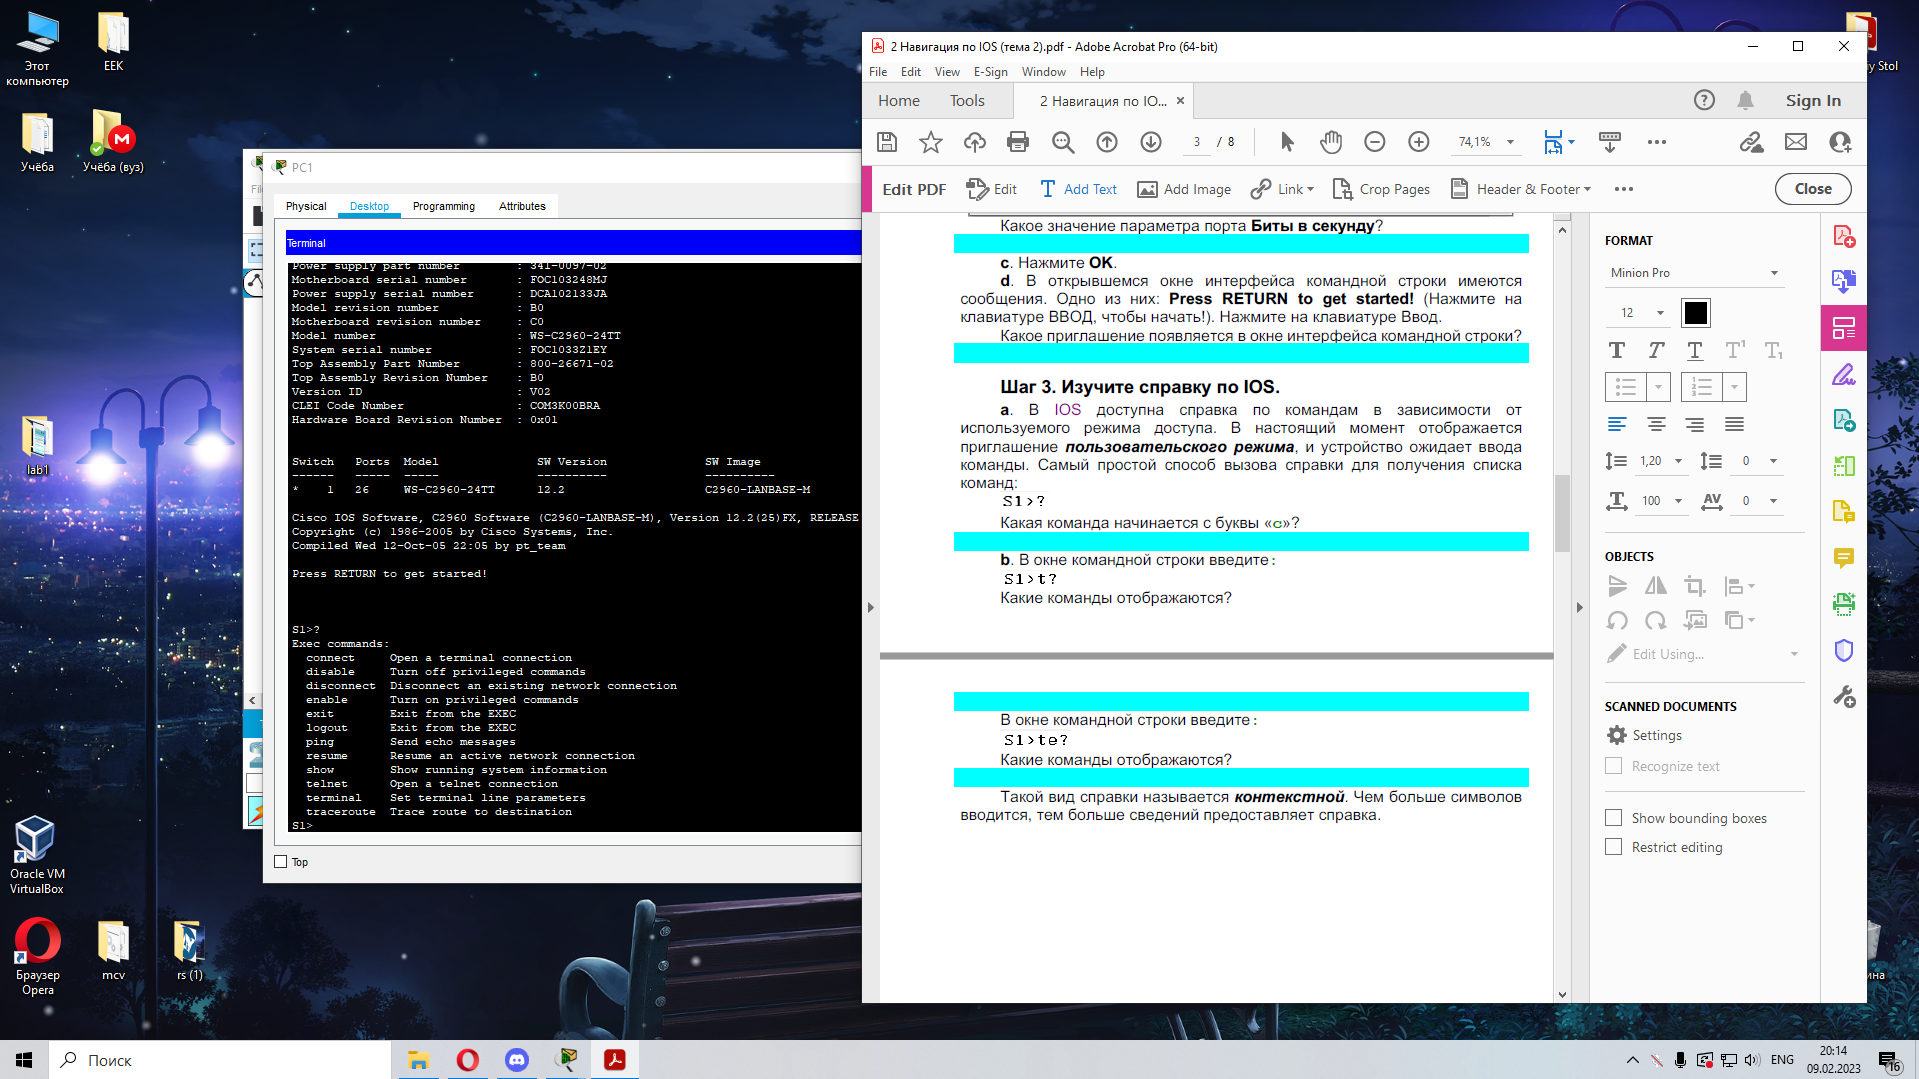 Этот
компьютер
ЕЕК
Учёба
Учёба (вуз)
lab1
Oracle VM
VirtualBox
Браузер
Opera
mcv
rs (1)
PC1
Physical
Desktop
Programming
Attributes
Terminal
Power supply part number : 341-0097-02
Motherboard serial number : FOC103248MJ
Power supply serial number : DCA102133JA
Model revision number : B0
Motherboard revision number : C0
Model number : WS-C2960-24TT
System serial number : FOC1033Z1EY
Top Assembly Part Number : 800-26671-02
Top Assembly Revision Number : B0
Version ID : V02
CLEI Code Number : COM3K00BRA
Hardware Board Revision Number : 0x01
Switch Ports Model SW Version SW Image
------ ----- ----- ---------- ----------
* 1 26 WS-C2960-24TT 12.2 C2960-LANBASE-M
Cisco IOS Software, C2960 Software (C2960-LANBASE-M), Version 12.2(25)FX, RELEASE
Copyright (c) 1986-2005 by Cisco Systems, Inc.
Compiled Wed 12-Oct-05 22:05 by pt_team
Press RETURN to get started!
S1>?
Exec commands:
connect Open a terminal connection
disable Turn off privileged commands
disconnect Disconnect an existing network connection
enable Turn on privileged commands
exit Exit from the EXEC
logout Exit from the EXEC
ping Send echo messages
resume Resume an active network connection
show Show running system information
telnet Open a telnet connection
terminal Set terminal line parameters
traceroute Trace route to destination
S1>
Top
2 Навигация по IOS (тема 2).pdf - Adobe Acrobat Pro (64-bit)
File Edit View E-Sign Window Help
Home Tools 2 Навигация по IO... Sign In
3 / 8 74,1%
Edit PDF Edit Add Text Add Image Link Crop Pages Header & Footer Close
Какое значение параметра порта Биты в секунду?
c. Нажмите OK.
d. В открывшемся окне интерфейса командной строки имеются
сообщения. Одно из них: Press RETURN to get started! (Нажмите на
клавиатуре ВВОД, чтобы начать!). Нажмите на клавиатуре Ввод.
Какое приглашение появляется в окне интерфейса командной строки?
Шаг 3. Изучите справку по IOS.
a. В IOS доступна справка по командам в зависимости от
используемого режима доступа. В настоящий момент отображается
приглашение пользовательского режима, и устройство ожидает ввода
команды. Самый простой способ вызова справки для получения списка
команд:
S1>?
Какая команда начинается с буквы «c»?
b. В окне командной строки введите:
S1>t?
Какие команды отображаются?
В окне командной строки введите:
S1>te?
Какие команды отображаются?
Такой вид справки называется контекстной. Чем больше символов
вводится, тем больше сведений предоставляет справка.
FORMAT
Minion Pro
12
1,20 0
100 AV 0
OBJECTS
Edit Using...
SCANNED DOCUMENTS
Settings
Recognize text
Show bounding boxes
Restrict editing
Поиск
ENG
20:14
09.02.2023
16